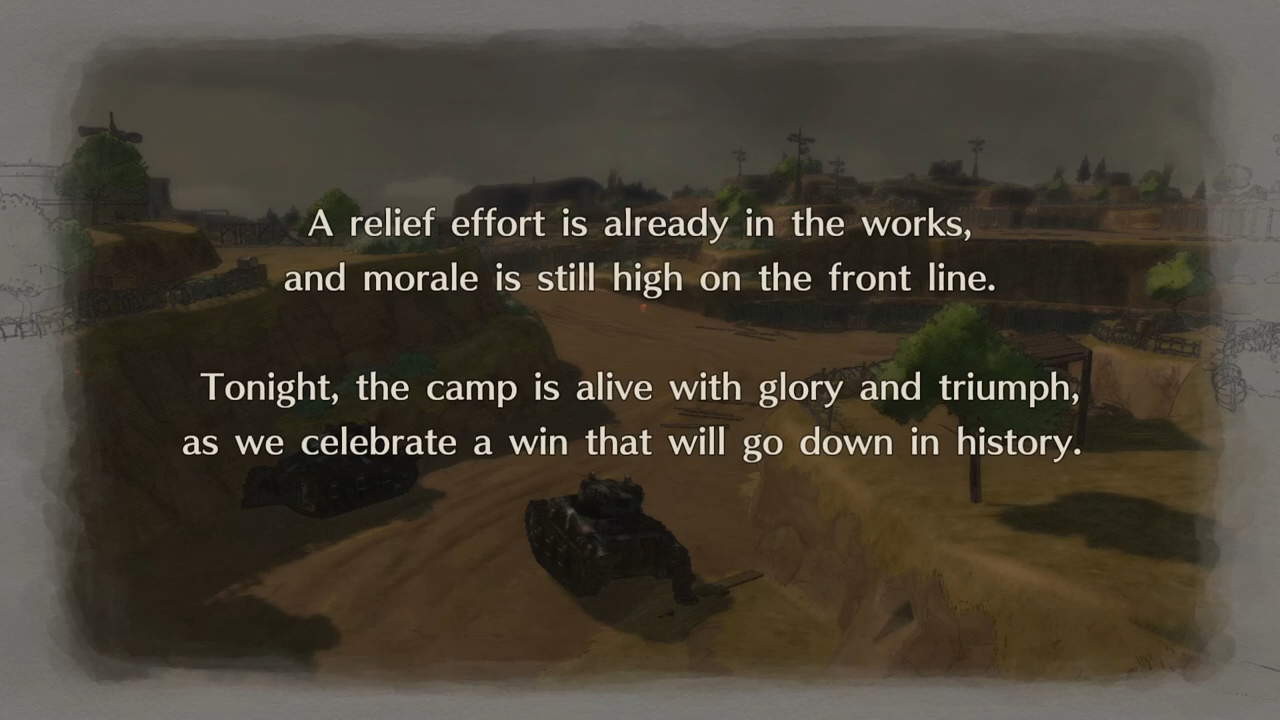 A relief effort is already in the works,
and morale is still high on the front line.
Tonight, the camp is alive with glory and triumph,
as we celebrate a win that will go down in history.